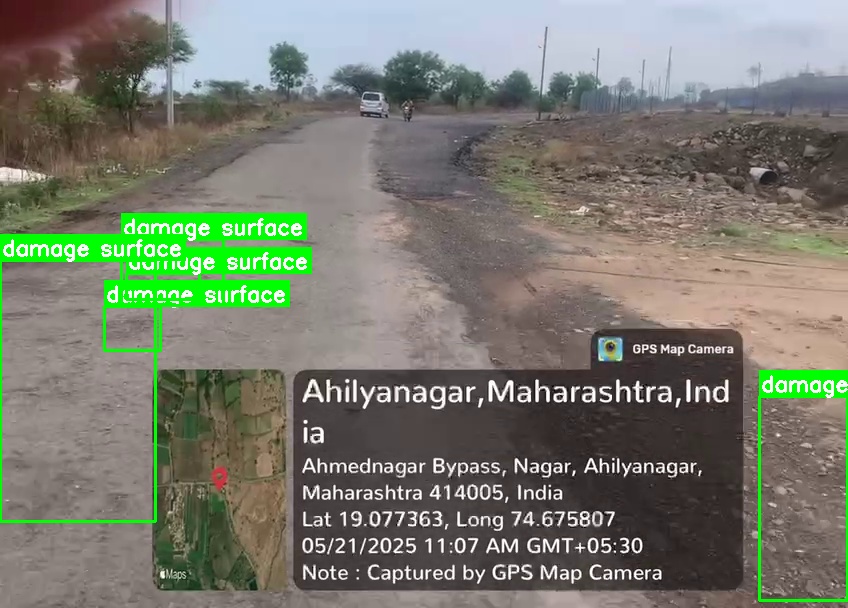 damage surface
damage surface
damage surface
damage surface
damage
GPS Map Camera
Ahilyanagar,Maharashtra,Ind
ia
Ahmednagar Bypass, Nagar, Ahilyanagar,
Maharashtra 414005, India
Lat 19.077363, Long 74.675807
05/21/2025 11:07 AM GMT+05:30
Note : Captured by GPS Map Camera
Maps